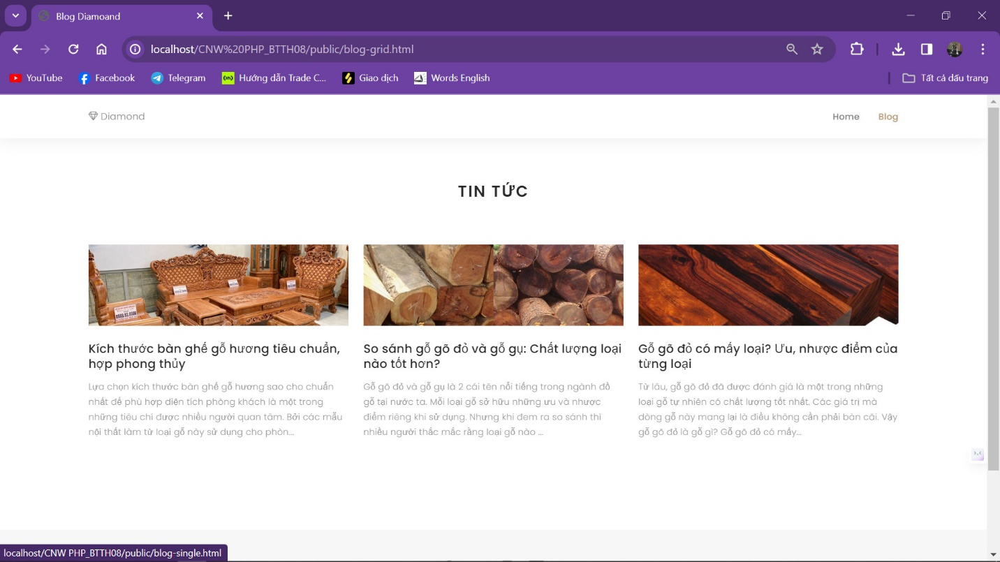 Blog Diamoand
localhost/CNW%20PHP_BTTH08/public/blog-grid.html
YouTube
Facebook
Telegram
Hướng dẫn Trade C...
Giao dịch
Words English
Tất cả dấu trang
Diamond
Home
Blog
TIN TỨC
Kích thước bàn ghế gỗ hương tiêu chuẩn,
hợp phong thủy
Lựa chọn kích thước bàn ghế gỗ hương sao cho chuẩn
nhất để phù hợp diện tích phòng khách là một trong
những tiêu chí được nhiều người quan tâm. Bởi các mẫu
nội thất làm từ loại gỗ này sử dụng cho phòn...
So sánh gỗ gõ đỏ và gỗ gụ: Chất lượng loại
nào tốt hơn?
Gỗ gõ đỏ và gỗ gụ là 2 cái tên nổi tiếng trong ngành đồ
gỗ tại nước ta. Mỗi loại gỗ sở hữu những ưu và nhược
điểm riêng khi sử dụng. Nhưng khi đem ra so sánh thì
nhiều người thắc mắc rằng loại gỗ nào ...
Gỗ gõ đỏ có mấy loại? Ưu, nhược điểm của
từng loại
Từ lâu, gỗ gõ đỏ đã được đánh giá là một trong những
loại gỗ tự nhiên có chất lượng tốt nhất. Các giá trị mà
dòng gỗ này mang lại là điều không cần phải bàn cãi. Vậy
gỗ gõ đỏ là gỗ gì? Gỗ gõ đỏ có mấy...
localhost/CNW PHP_BTTH08/public/blog-single.html